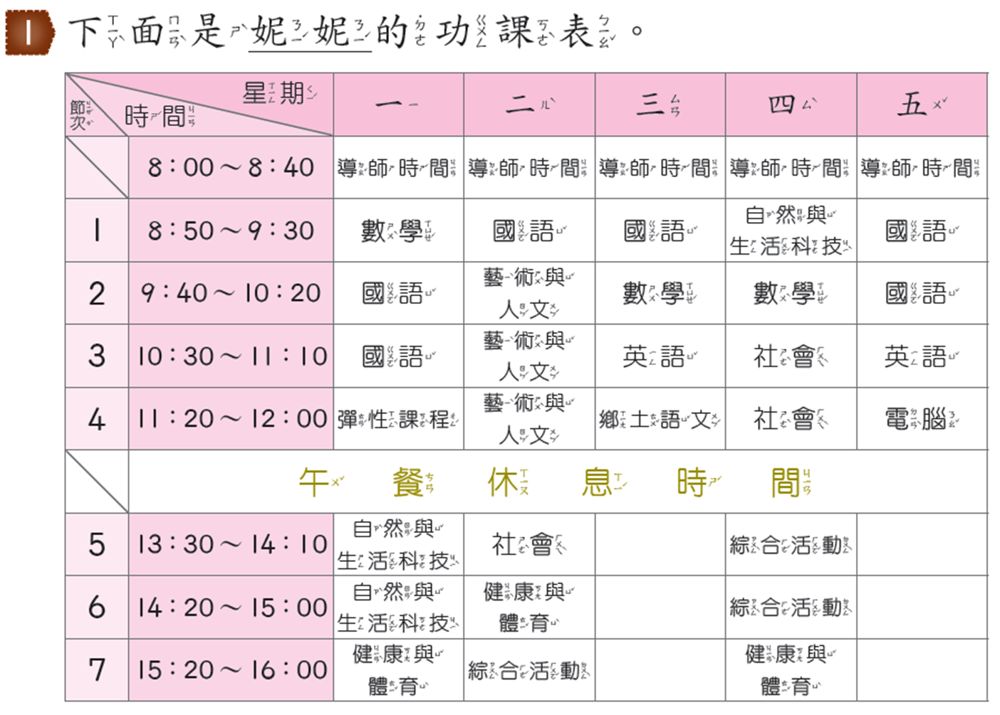 1 下面是妮妮的功課表。
節次 時間 星期 一 二 三 四 五
8：00～8：40 導師時間 導師時間 導師時間 導師時間 導師時間
1 8：50～9：30 數學 國語 國語 自然與生活科技 國語
2 9：40～10：20 國語 藝術與人文 數學 數學 國語
3 10：30～11：10 國語 藝術與人文 英語 社會 英語
4 11：20～12：00 彈性課程 藝術與人文 鄉土語文 社會 電腦
午餐休息時間
5 13：30～14：10 自然與生活科技 社會 綜合活動
6 14：20～15：00 自然與生活科技 健康與體育 綜合活動
7 15：20～16：00 健康與體育 綜合活動 健康與體育